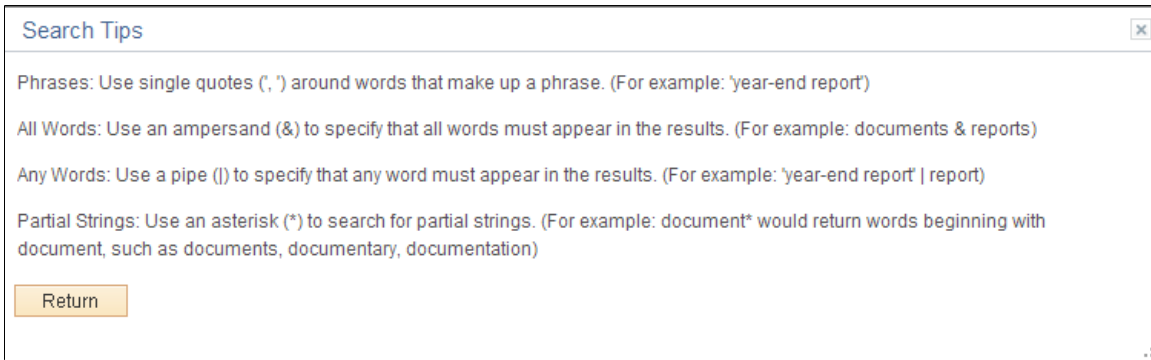 Search Tips
Phrases: Use single quotes (', ') around words that make up a phrase. (For example: 'year-end report')
All Words: Use an ampersand (&) to specify that all words must appear in the results. (For example: documents & reports)
Any Words: Use a pipe (|) to specify that any word must appear in the results. (For example: 'year-end report' | report)
Partial Strings: Use an asterisk (*) to search for partial strings. (For example: document* would return words beginning with
document, such as documents, documentary, documentation)
Return